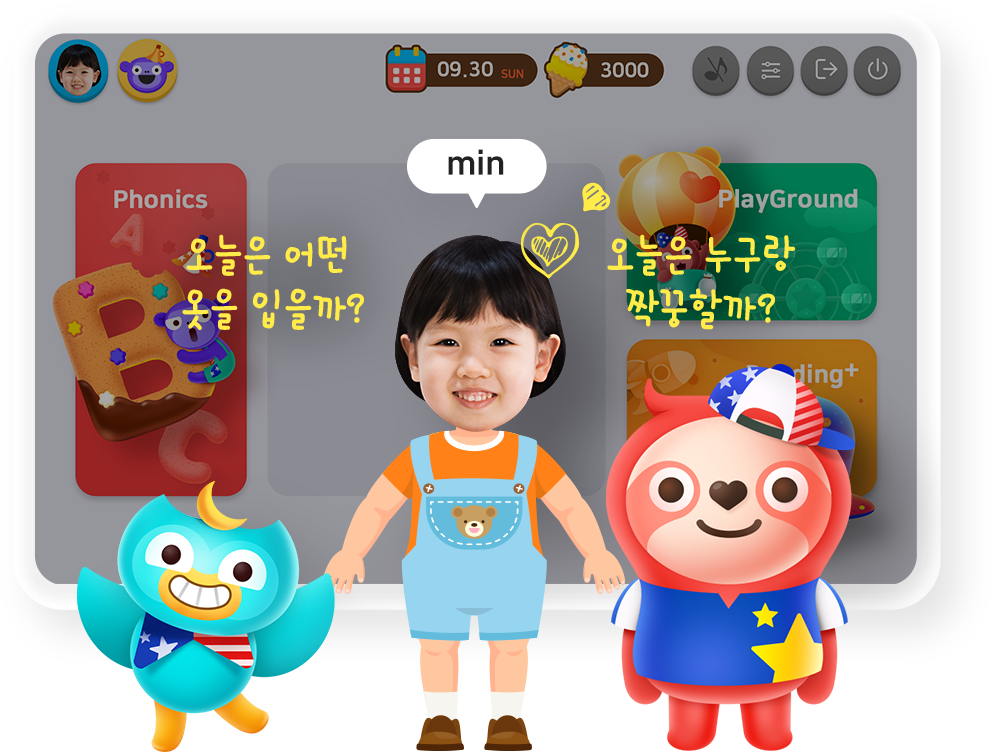 09.30 SUN
3000
min
Phonics
PlayGround
오늘은 어떤
옷을 입을까?
오늘은 누구랑
짝꿍할까?
A
B
C